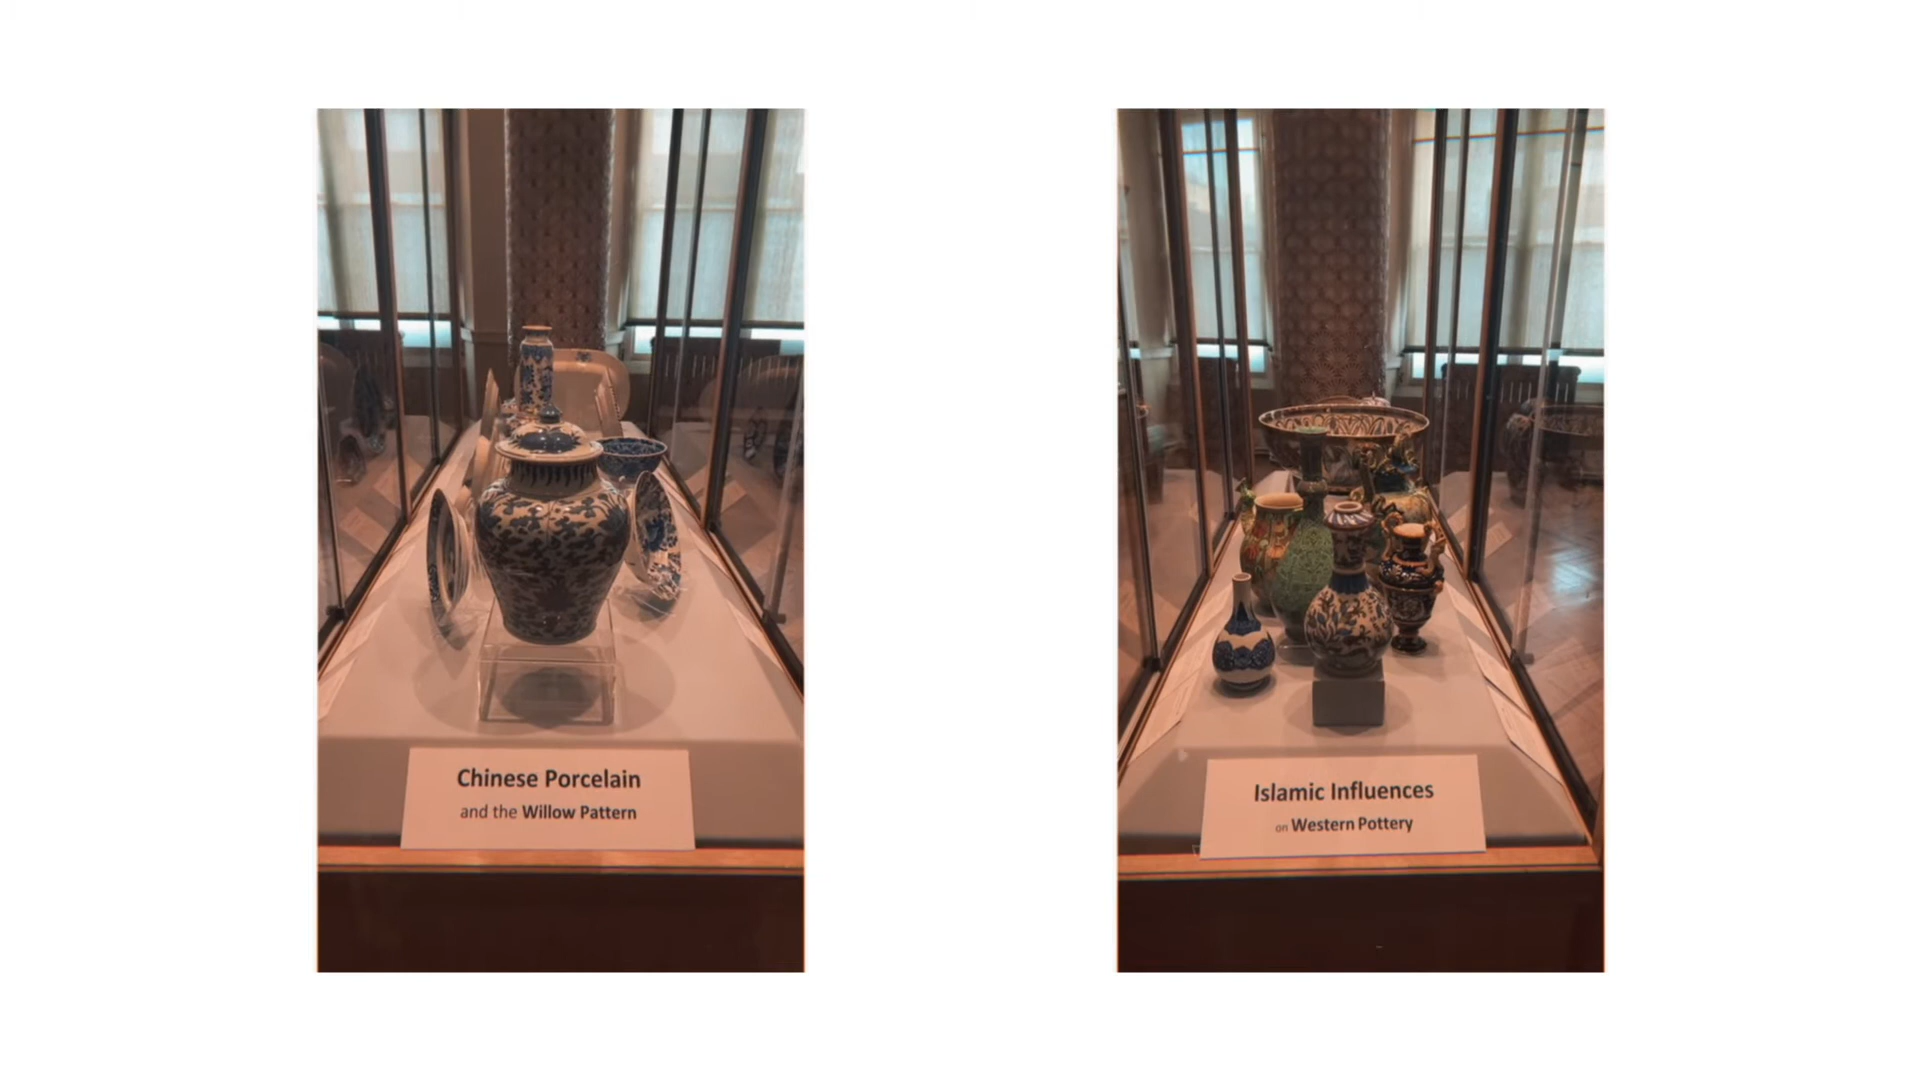 Chinese Porcelain
and the Willow Pattern
Islamic Influences
on Western Pottery